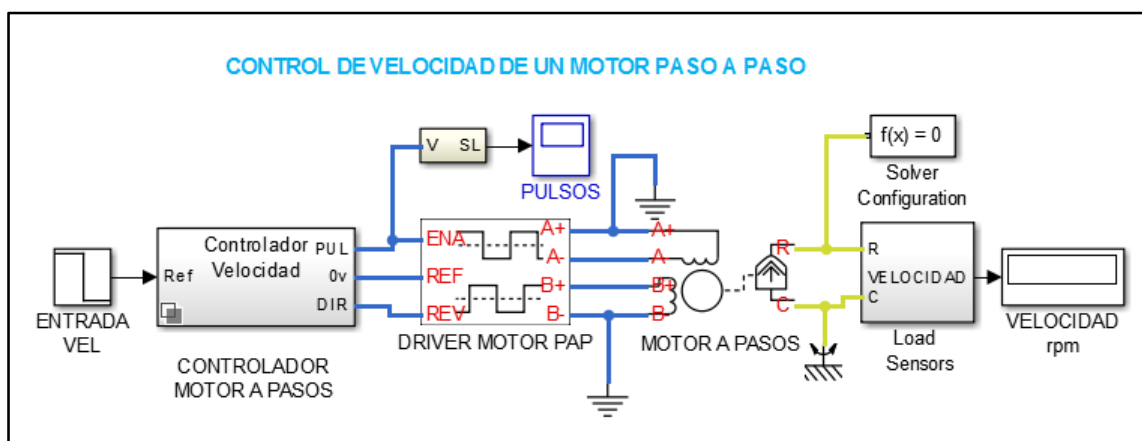 CONTROL DE VELOCIDAD DE UN MOTOR PASO A PASO
V SL
PULSOS
f(x) = 0
Solver
Configuration
Ref
Controlador
Velocidad
PUL
0v
DIR
ENTRADA
VEL
CONTROLADOR
MOTOR A PASOS
ENA
REF
REV
A+
A-
B+
B-
DRIVER MOTOR PAP
A+
A-
B+
B-
MOTOR A PASOS
R
C
R
VELOCIDAD
C
Load
Sensors
VELOCIDAD
rpm